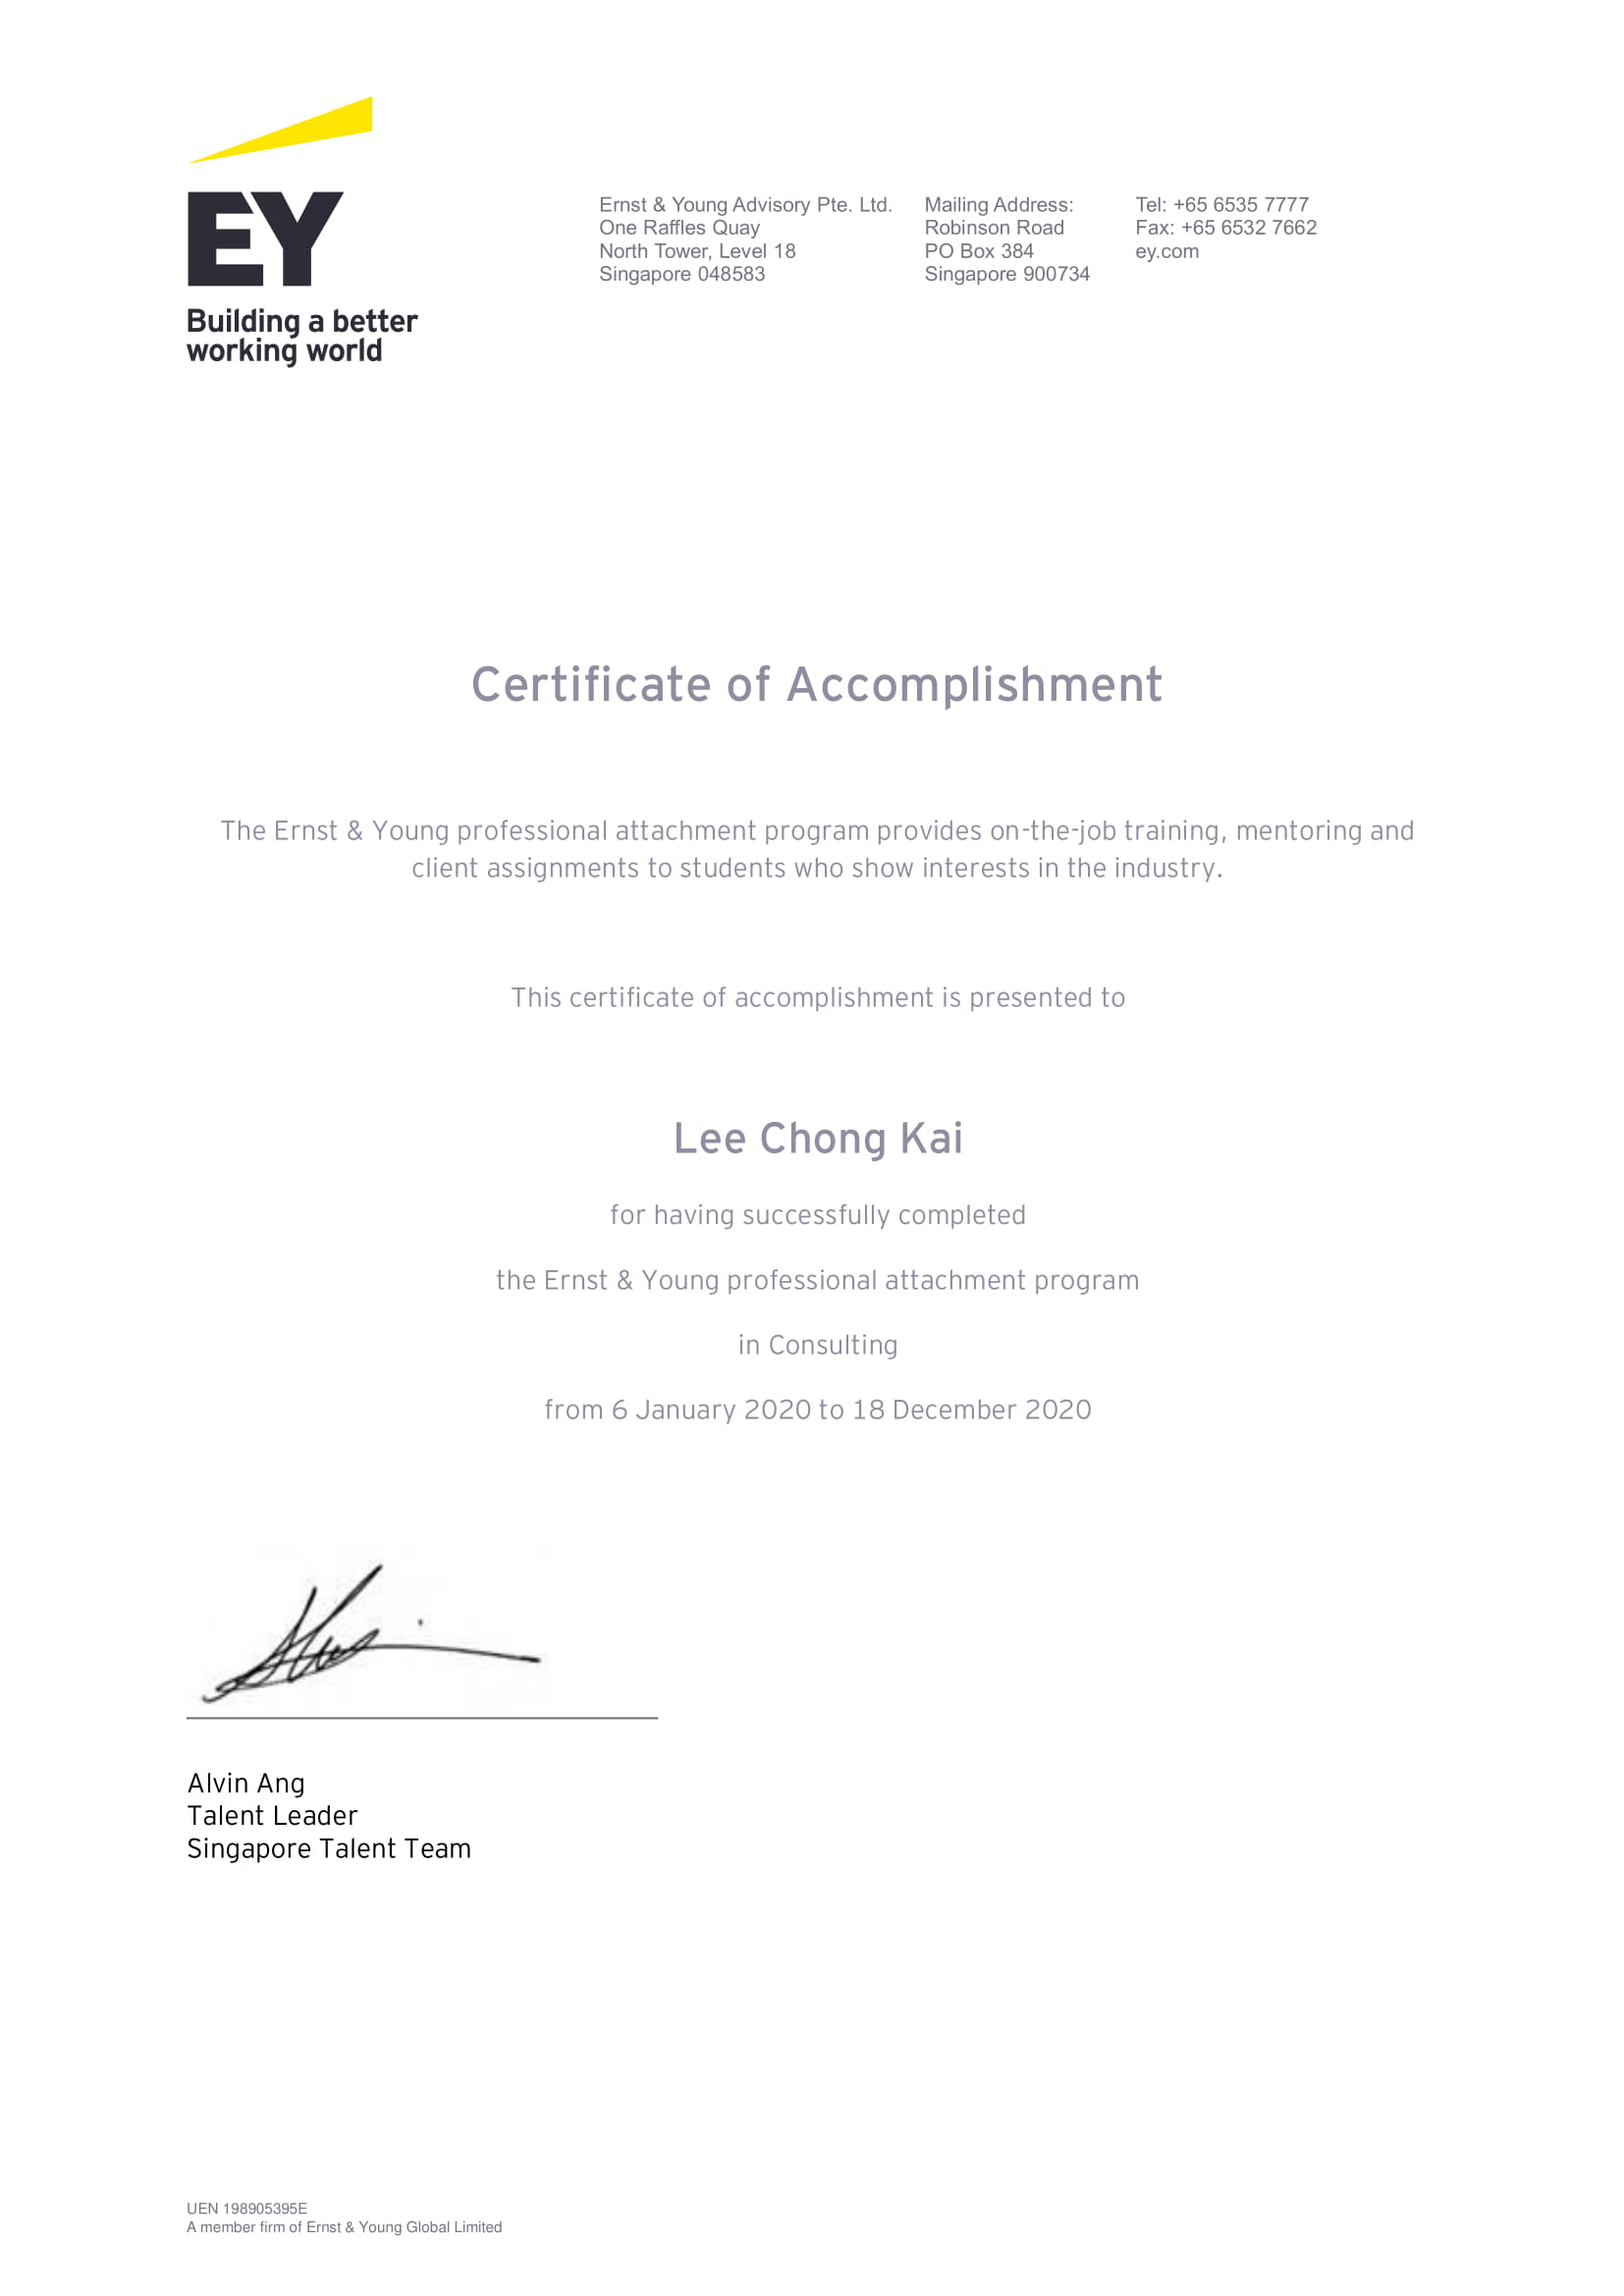 EY
Building a better
working world
Ernst & Young Advisory Pte. Ltd.
One Raffles Quay
North Tower, Level 18
Singapore 048583
Mailing Address:
Robinson Road
PO Box 384
Singapore 900734
Tel: +65 6535 7777
Fax: +65 6532 7662
ey.com
Certificate of Accomplishment
The Ernst & Young professional attachment program provides on-the-job training, mentoring and
client assignments to students who show interests in the industry.
This certificate of accomplishment is presented to
Lee Chong Kai
for having successfully completed
the Ernst & Young professional attachment program
in Consulting
from 6 January 2020 to 18 December 2020
Alvin Ang
Talent Leader
Singapore Talent Team
UEN 198905395E
A member firm of Ernst & Young Global Limited